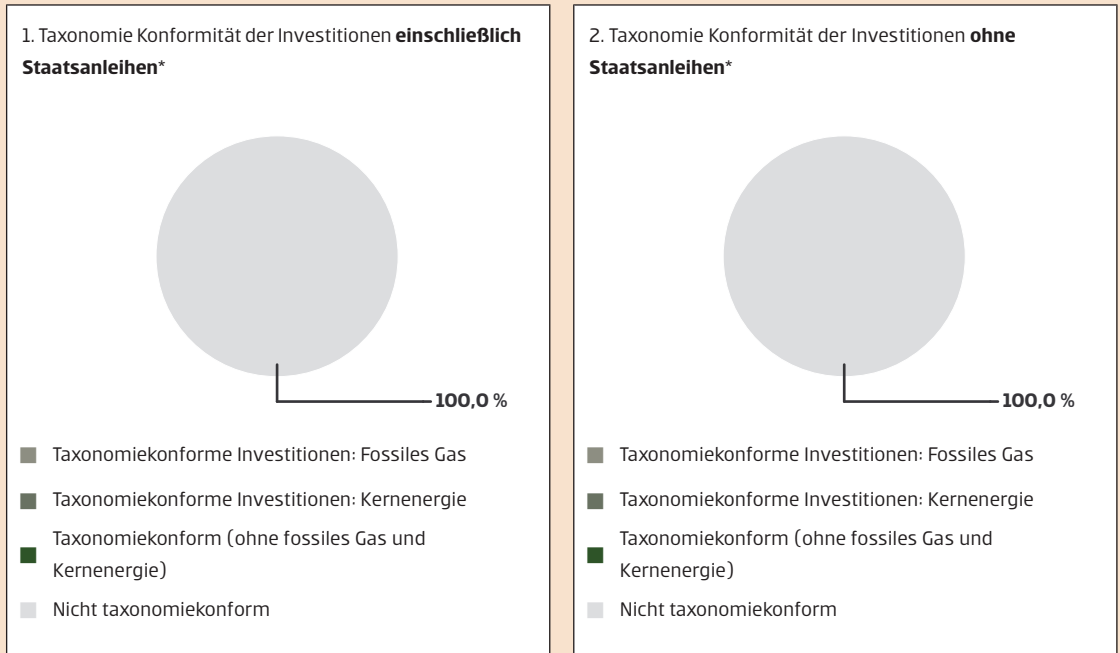 1. Taxonomie Konformität der Investitionen einschließlich
Staatsanleihen*
100,0 %
Taxonomiekonforme Investitionen: Fossiles Gas
Taxonomiekonforme Investitionen: Kernenergie
Taxonomiekonform (ohne fossiles Gas und
Kernenergie)
Nicht taxonomiekonform
2. Taxonomie Konformität der Investitionen ohne
Staatsanleihen*
100,0 %
Taxonomiekonforme Investitionen: Fossiles Gas
Taxonomiekonforme Investitionen: Kernenergie
Taxonomiekonform (ohne fossiles Gas und
Kernenergie)
Nicht taxonomiekonform